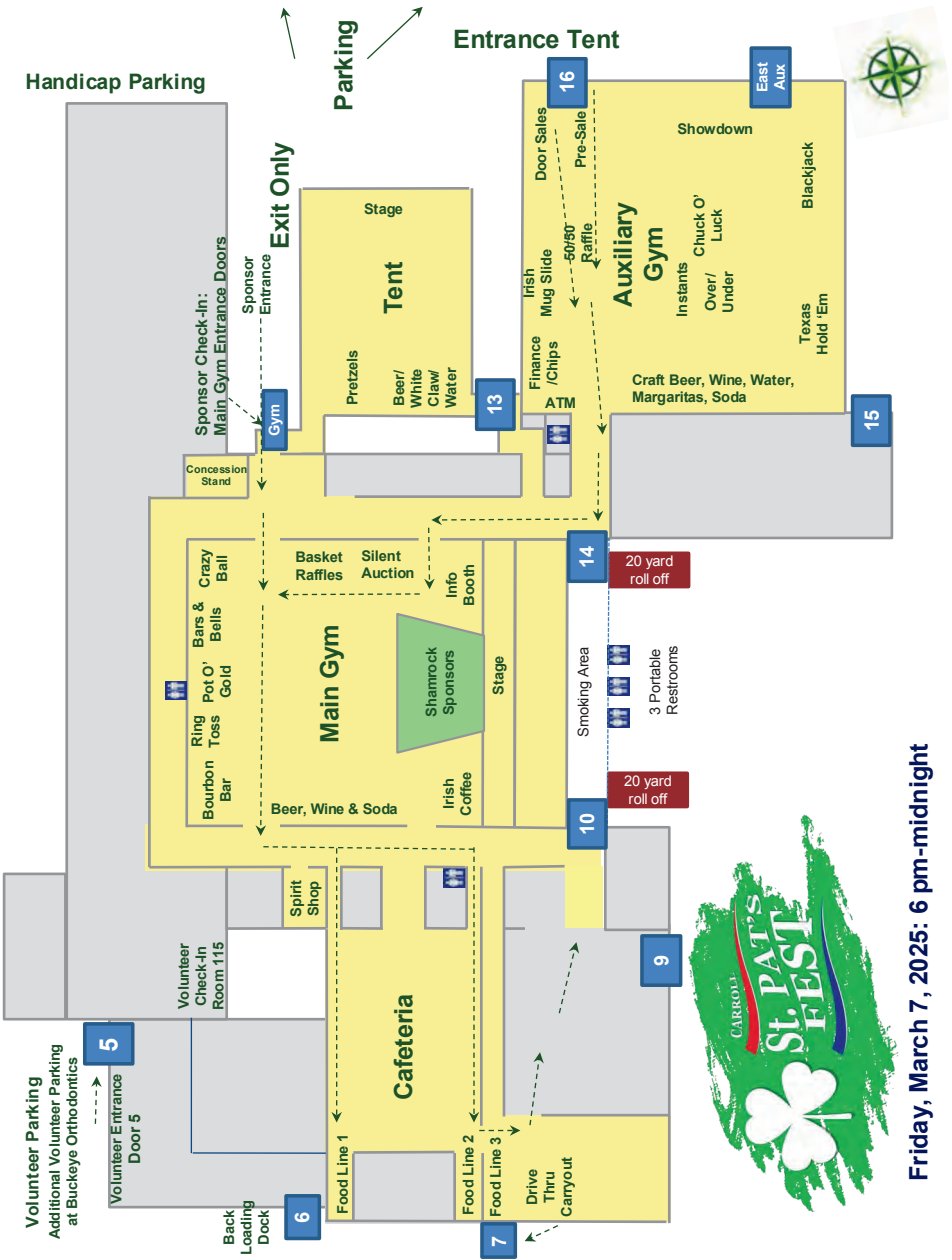 Handicap Parking
Parking
Entrance Tent
Exit Only
Sponsor Check-In:
Main Gym Entrance Doors
Sponsor
Entrance
Gym
Concession
Stand
Stage
Tent
Pretzels
Beer/
White
Claw/
Water
13
16
East
Aux
Door Sales
Pre-Sale
Showdown
Irish
Mug Slide
50/50
Raffle
Auxiliary
Gym
Chuck O'
Luck
Blackjack
Instants
Over/
Under
Texas
Hold 'Em
Finance
/Chips
ATM
Craft Beer, Wine, Water,
Margaritas, Soda
15
14
20 yard
roll off
Crazy
Ball
Bars &
Bells
Pot O'
Gold
Ring
Toss
Bourbon
Bar
Basket
Raffles
Silent
Auction
Info
Booth
Main Gym
Shamrock
Sponsors
Stage
Smoking Area
3 Portable
Restrooms
Beer, Wine & Soda
Irish
Coffee
10
20 yard
roll off
Spirit
Shop
Cafeteria
Volunteer
Check-In
Room 115
5
Volunteer Parking
Additional Volunteer Parking
at Buckeye Orthodontics
Volunteer Entrance
Door 5
Back
Loading
Dock
6
Food Line 1
Food Line 2
Food Line 3
Drive
Thru
Carryout
7
9
CARROLL
St. PAT'S
FEST
Friday, March 7, 2025: 6 pm-midnight